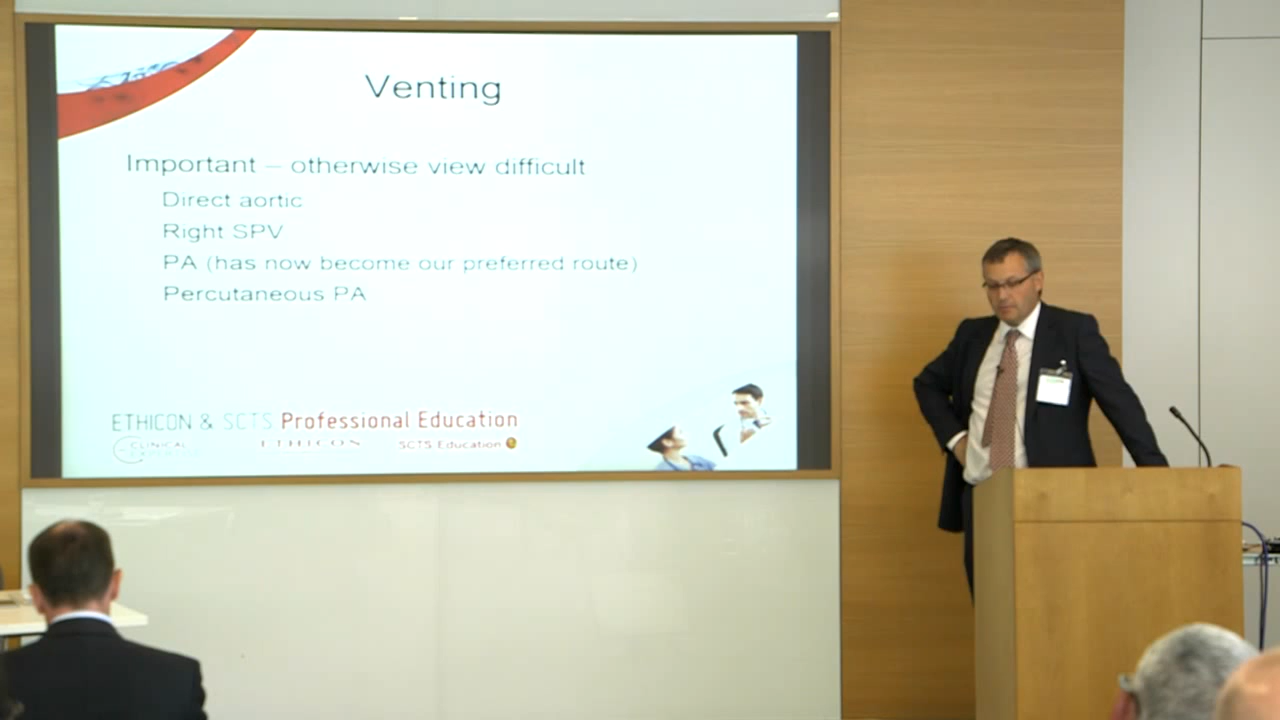 Venting
Important – otherwise view difficult
Direct aortic
Right SPV
PA (has now become our preferred route)
Percutaneous PA
ETHICON & SCTS Professional Education
CLINICAL
ETHICON
SCTS Education